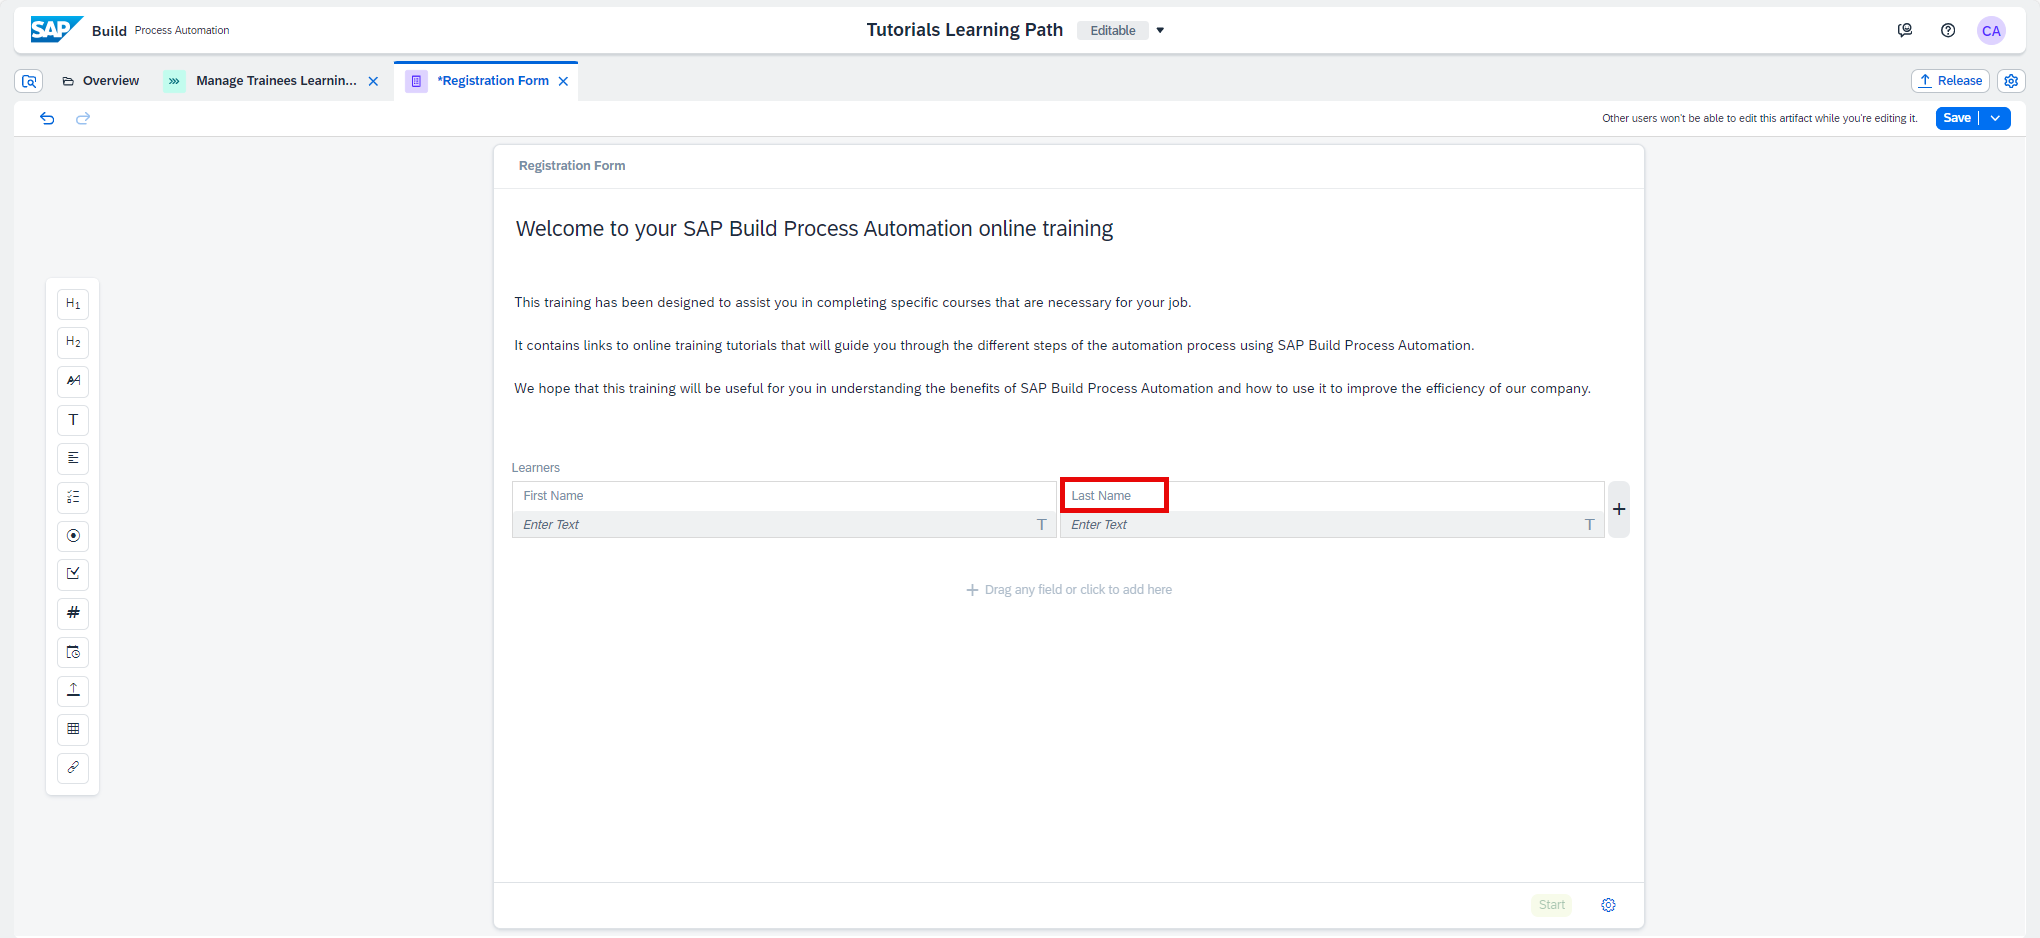 SAP Build Process Automation
Tutorials Learning Path Editable
CA
Overview
Manage Trainees Learnin...
*Registration Form
Release
Other users won't be able to edit this artifact while you're editing it.
Save
Registration Form
Welcome to your SAP Build Process Automation online training
This training has been designed to assist you in completing specific courses that are necessary for your job.
It contains links to online training tutorials that will guide you through the different steps of the automation process using SAP Build Process Automation.
We hope that this training will be useful for you in understanding the benefits of SAP Build Process Automation and how to use it to improve the efficiency of our company.
H1
H2
AA
T
#
Learners
First Name Last Name
Enter Text T Enter Text T
+
+ Drag any field or click to add here
Start